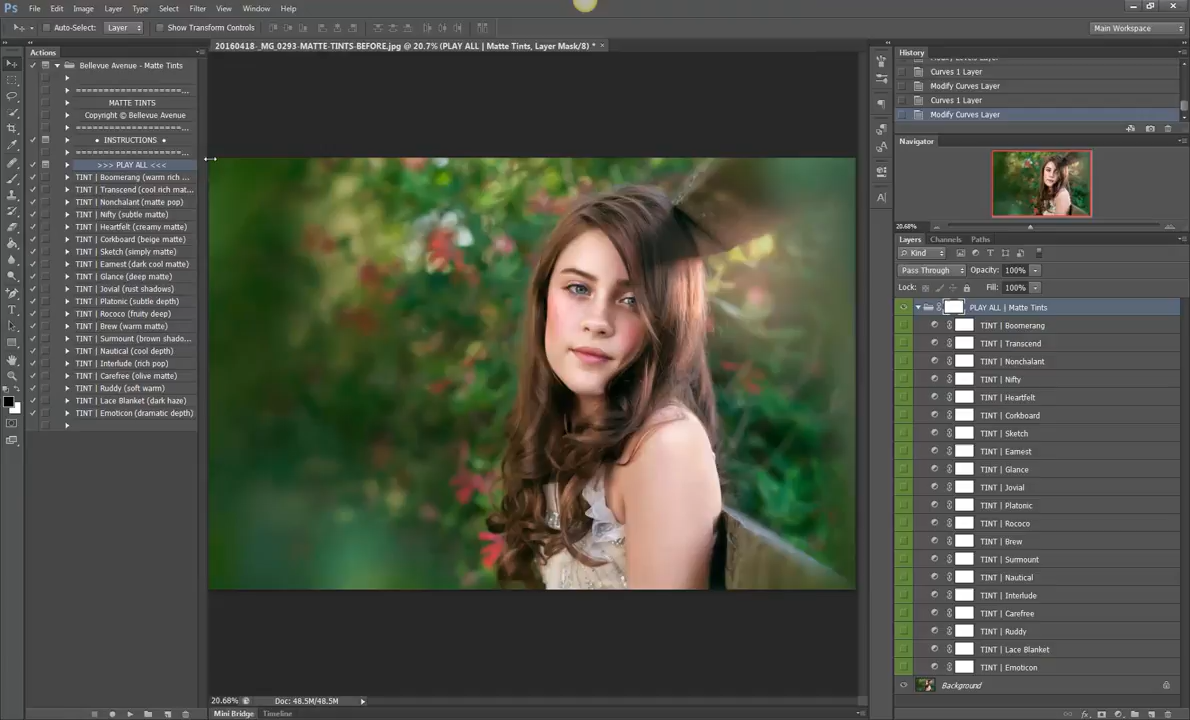 Ps File Edit Image Layer Type Select Filter View Window Help
Auto-Select: Layer Show Transform Controls
Main Workspace
20160418-_MG_0293-MATTE-TINTS-BEFORE.jpg @ 20.7% (PLAY ALL | Matte Tints, Layer Mask/8) *
Actions
Bellevue Avenue - Matte Tints
====================...
MATTE TINTS
Copyright © Bellevue Avenue
====================...
• INSTRUCTIONS •
====================...
>>> PLAY ALL <<<
TINT | Boomerang (warm rich ...
TINT | Transcend (cool rich mat...
TINT | Nonchalant (matte pop)
TINT | Nifty (subtle matte)
TINT | Heartfelt (creamy matte)
TINT | Corkboard (beige matte)
TINT | Sketch (simply matte)
TINT | Earnest (dark cool matte)
TINT | Glance (deep matte)
TINT | Jovial (rust shadows)
TINT | Platonic (subtle depth)
TINT | Rococo (fruity deep)
TINT | Brew (warm matte)
TINT | Surmount (brown shado...
TINT | Nautical (cool depth)
TINT | Interlude (rich pop)
TINT | Carefree (olive matte)
TINT | Ruddy (soft warm)
TINT | Lace Blanket (dark haze)
TINT | Emoticon (dramatic depth)
20.68% Doc: 48.5M/48.5M
Mini Bridge Timeline
History
Curves 1 Layer
Modify Curves Layer
Curves 1 Layer
Modify Curves Layer
Navigator
20.68%
Layers Channels Paths
Kind
Pass Through Opacity: 100%
Lock: Fill: 100%
PLAY ALL | Matte Tints
TINT | Boomerang
TINT | Transcend
TINT | Nonchalant
TINT | Nifty
TINT | Heartfelt
TINT | Corkboard
TINT | Sketch
TINT | Earnest
TINT | Glance
TINT | Jovial
TINT | Platonic
TINT | Rococo
TINT | Brew
TINT | Surmount
TINT | Nautical
TINT | Interlude
TINT | Carefree
TINT | Ruddy
TINT | Lace Blanket
TINT | Emoticon
Background
fx